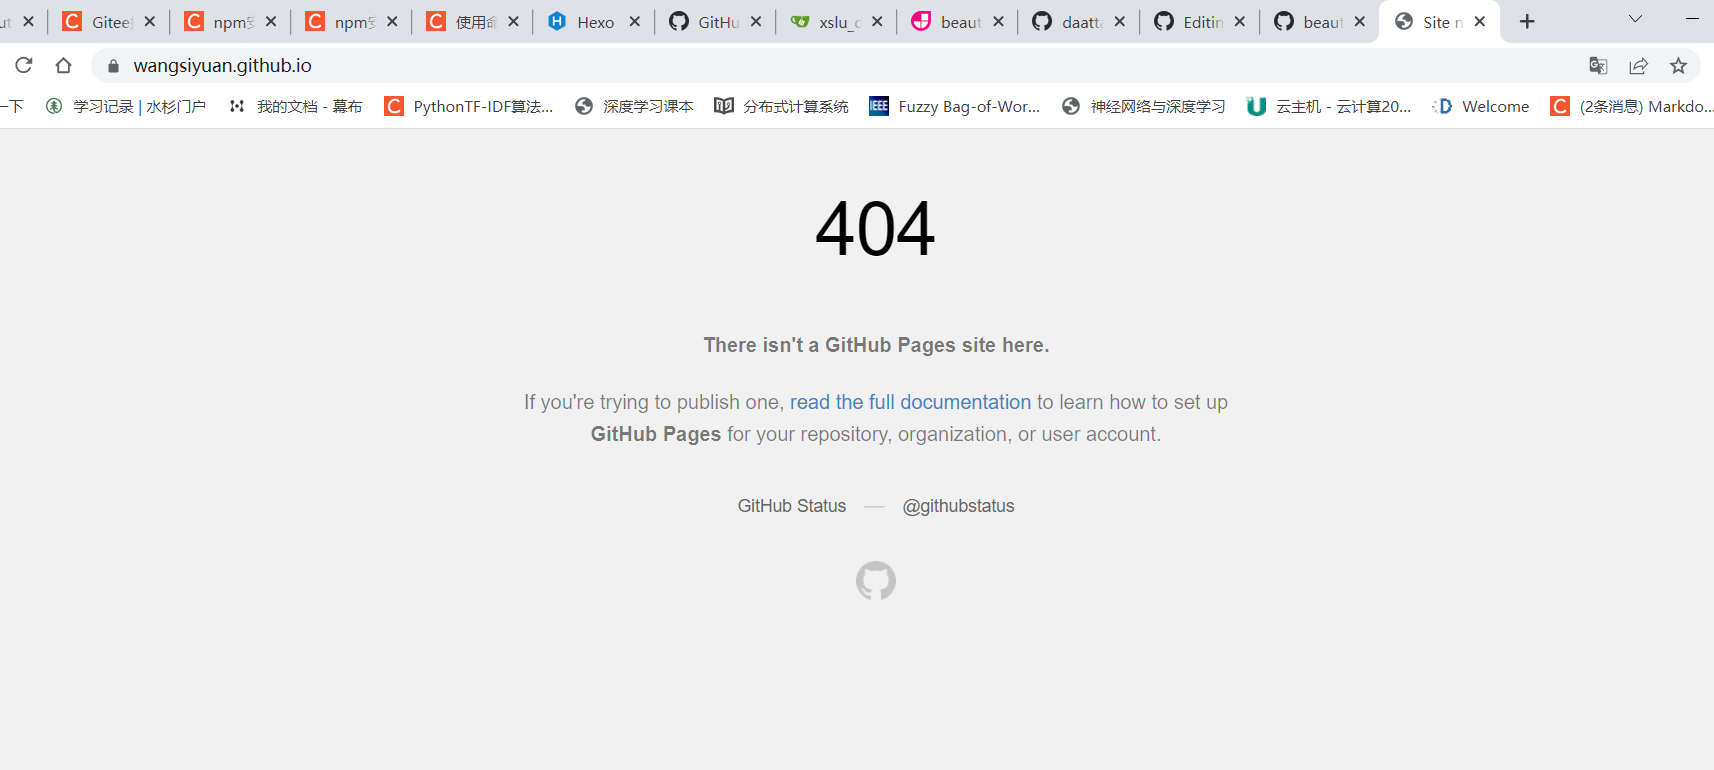 Gitee npm npm 使用命 Hexo GitHu xslu_c beaut daatta Editin beaut Site n
wangsiyuan.github.io
一下 学习记录 | 水杉门户 我的文档 - 幕布 PythonTF-IDF算法... 深度学习课本 分布式计算系统 Fuzzy Bag-of-Wor... 神经网络与深度学习 云主机 - 云计算20... Welcome (2条消息) Markdo...
404
There isn't a GitHub Pages site here.
If you're trying to publish one, read the full documentation to learn how to set up
GitHub Pages for your repository, organization, or user account.
GitHub Status — @githubstatus